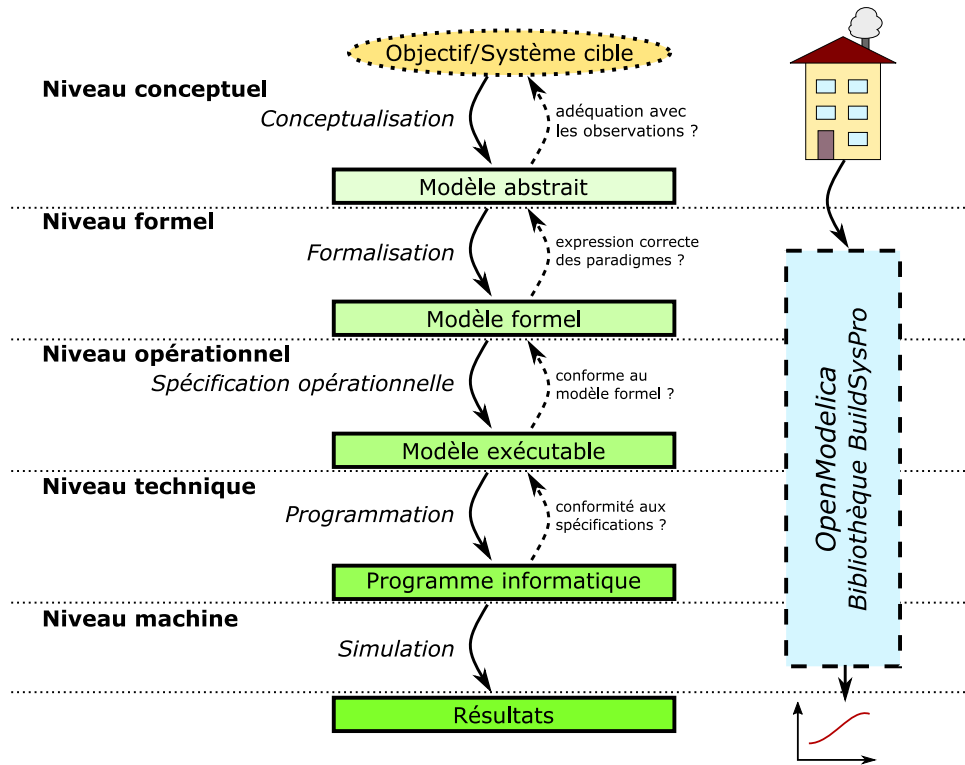 Objectif/Système cible
Niveau conceptuel
Conceptualisation
adéquation avec
les observations ?
Modèle abstrait
Niveau formel
Formalisation
expression correcte
des paradigmes ?
Modèle formel
Niveau opérationnel
Spécification opérationnelle
conforme au
modèle formel ?
Modèle exécutable
Niveau technique
Programmation
conformité aux
spécifications ?
Programme informatique
Niveau machine
Simulation
Résultats
OpenModelica
Bibliothèque BuildSysPro